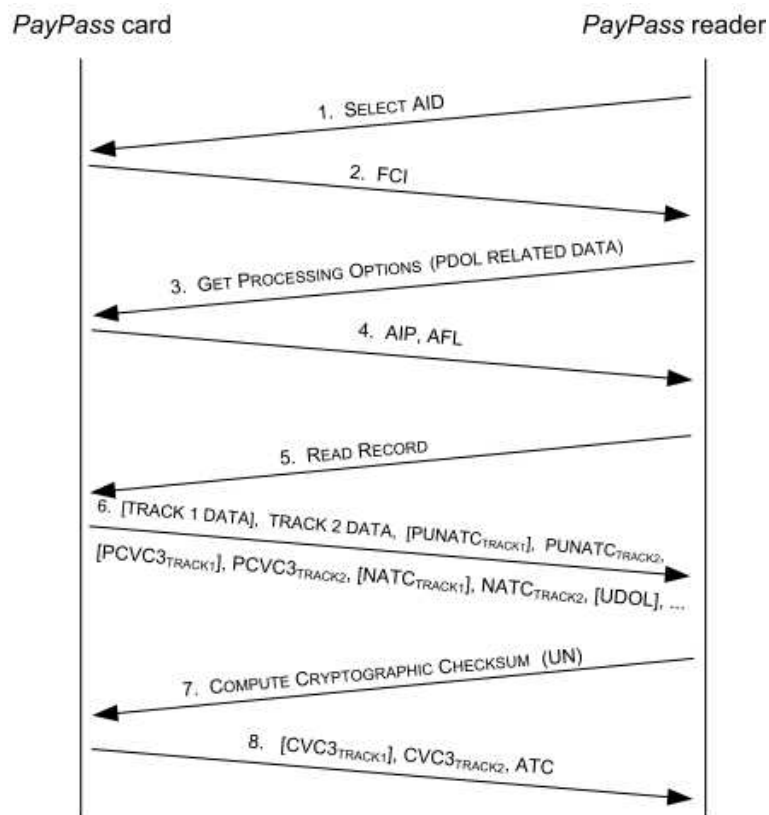 PayPass card
PayPass reader
1. SELECT AID
2. FCI
3. GET PROCESSING OPTIONS (PDOL RELATED DATA)
4. AIP, AFL
5. READ RECORD
6. [TRACK 1 DATA], TRACK 2 DATA, [PUNATCTRACK1], PUNATCTRACK2,
[PCVC3TRACK1], PCVC3TRACK2, [NATCTRACK1], NATCTRACK2, [UDOL], ...
7. COMPUTE CRYPTOGRAPHIC CHECKSUM (UN)
8. [CVC3TRACK1], CVC3TRACK2, ATC